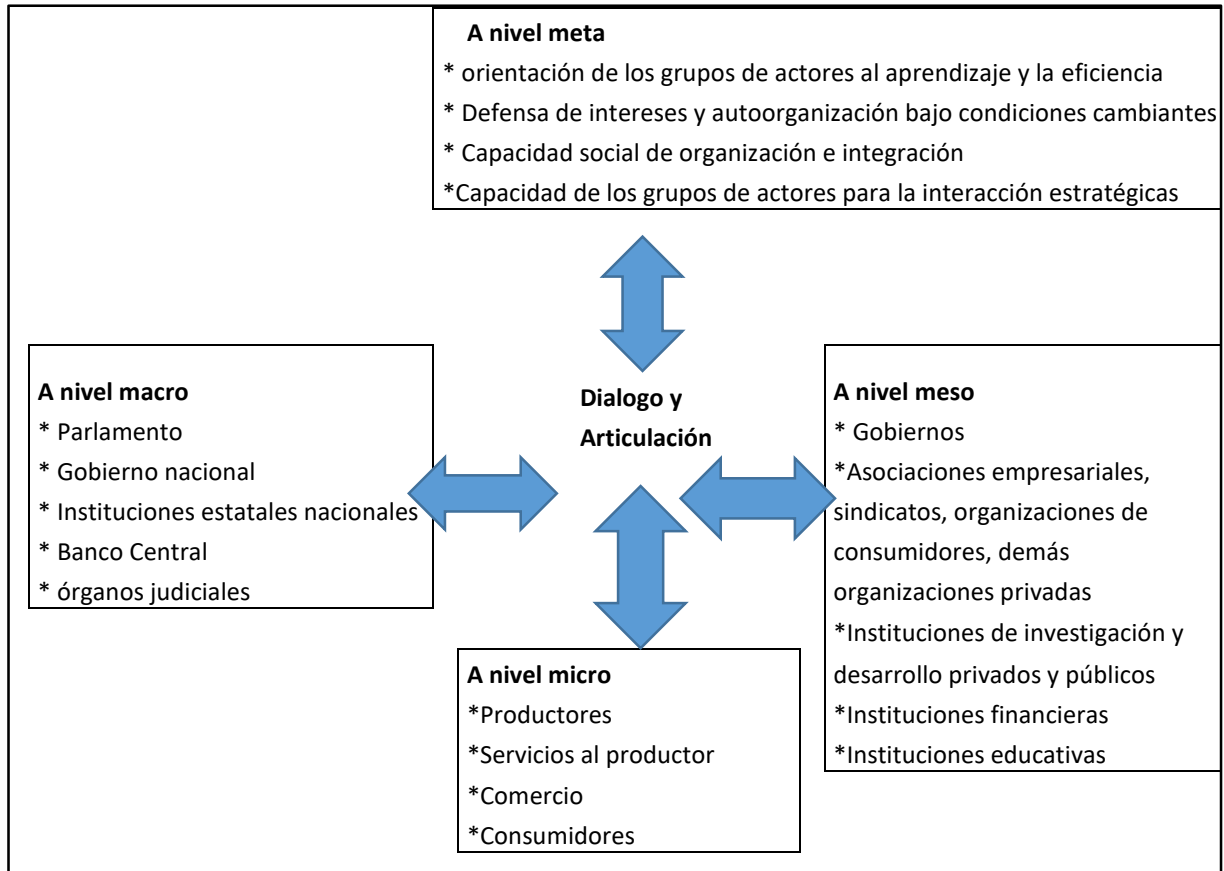 A nivel meta
* orientación de los grupos de actores al aprendizaje y la eficiencia
* Defensa de intereses y autoorganización bajo condiciones cambiantes
* Capacidad social de organización e integración
*Capacidad de los grupos de actores para la interacción estratégicas
A nivel macro
* Parlamento
* Gobierno nacional
* Instituciones estatales nacionales
* Banco Central
* órganos judiciales
Dialogo y
Articulación
A nivel meso
* Gobiernos
*Asociaciones empresariales,
sindicatos, organizaciones de
consumidores, demás
organizaciones privadas
*Instituciones de investigación y
desarrollo privados y públicos
*Instituciones financieras
*Instituciones educativas
A nivel micro
*Productores
*Servicios al productor
*Comercio
*Consumidores